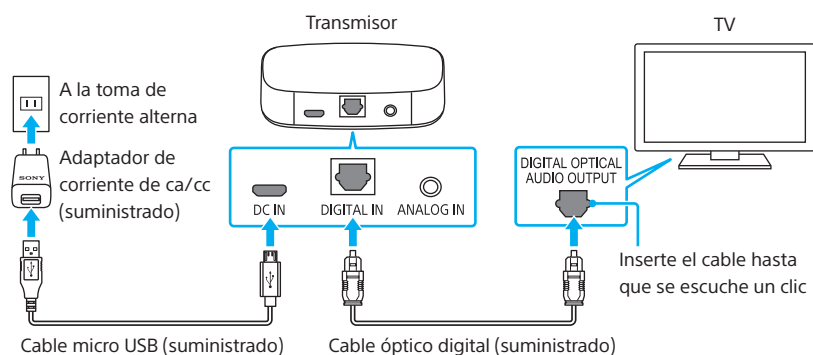 Transmisor
TV
A la toma de
corriente alterna
Adaptador de
corriente de ca/cc
(suministrado)
SONY
DC IN
DIGITAL IN
ANALOG IN
DIGITAL OPTICAL
AUDIO OUTPUT
Inserte el cable hasta
que se escuche un clic
Cable micro USB (suministrado)
Cable óptico digital (suministrado)